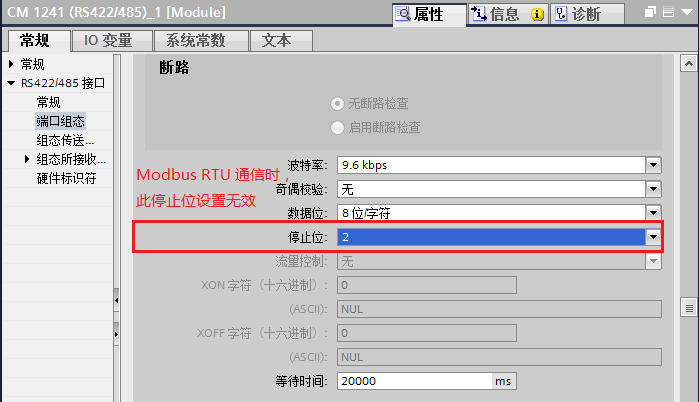 CM 1241 (RS422/485)_1 [Module]
属性
信息
诊断
常规
IO 变量
系统常数
文本
常规
RS422/485 接口
常规
端口组态
组态传送...
组态所接收...
硬件标识符
断路
无断路检查
启用断路检查
Modbus RTU 通信时，
此停止位设置无效
波特率: 9.6 kbps
奇偶校验: 无
数据位: 8 位/字符
停止位: 2
流量控制: 无
XON 字符（十六进制）: 0
(ASCII): NUL
XOFF 字符（十六进制）: 0
(ASCII): NUL
等待时间: 20000 ms